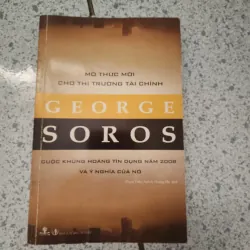 MÔ THỨC MỚI
CHO THỊ TRƯỜNG TÀI CHÍNH
GEORGE
SOROS
CUỘC KHỦNG HOẢNG TÍN DỤNG NĂM 2008
VÀ Ý NGHĨA CỦA NÓ